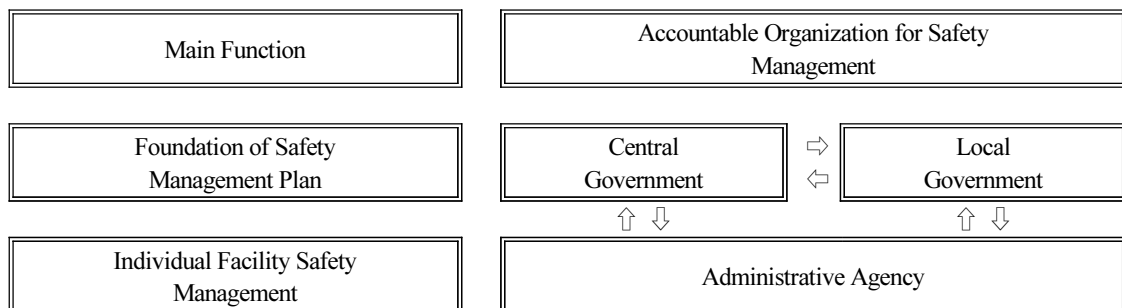 Main Function
Accountable Organization for Safety
Management
Foundation of Safety
Management Plan
Central
Government
Local
Government
Individual Facility Safety
Management
Administrative Agency